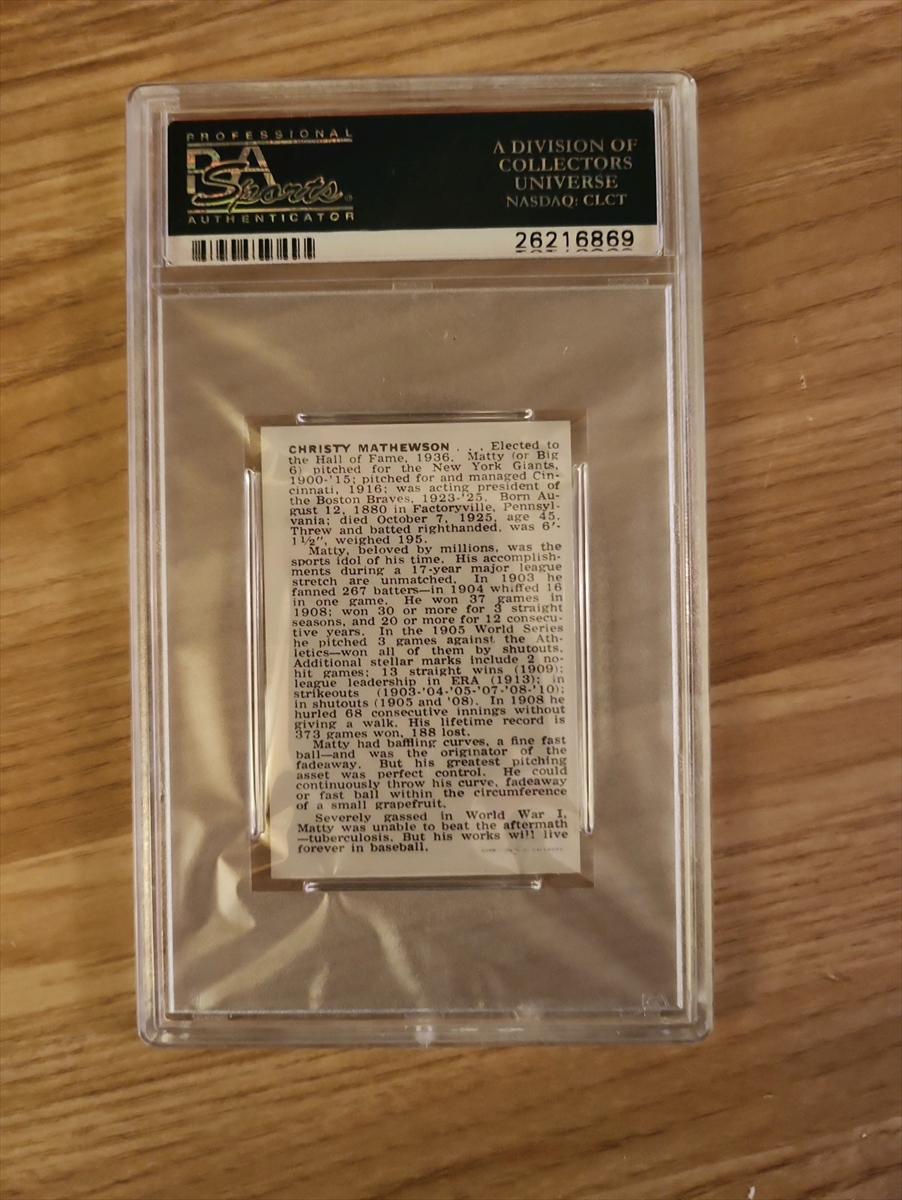 PROFESSIONAL
PSA
Sports
AUTHENTICATOR
A DIVISION OF
COLLECTORS
UNIVERSE
NASDAQ: CLCT
26216869
CHRISTY MATHEWSON . . . Elected to
the Hall of Fame, 1936. Matty (or Big
6) pitched for the New York Giants,
1900-'15; pitched for and managed Cin-
cinnati, 1916; was acting president of
the Boston Braves, 1923-'25. Born Au-
gust 12, 1880 in Factoryville, Pennsyl-
vania; died October 7, 1925, age 45.
Threw and batted righthanded, was 6'-
1½", weighed 195.
Matty, beloved by millions, was the
sports idol of his time. His accomplish-
ments during a 17-year major league
stretch are unmatched. In 1903 he
fanned 267 batters—in 1904 whiffed 16
in one game. He won 37 games in
1908; won 30 or more for 3 straight
seasons, and 20 or more for 12 consecu-
tive years. In the 1905 World Series
he pitched 3 games against the Ath-
letics—won all of them by shutouts.
Additional stellar marks include 2 no-
hit games; 13 straight wins (1909);
league leadership in ERA (1913); in
strikeouts (1903-'04-'05-'07-'08-'10);
in shutouts (1905 and '08). In 1908 he
hurled 68 consecutive innings without
giving a walk. His lifetime record is
373 games won, 188 lost.
Matty had baffling curves, a fine fast
ball—and was the originator of the
fadeaway. But his greatest pitching
asset was perfect control. He could
continuously throw his curve, fadeaway
or fast ball within the circumference
of a small grapefruit.
Severely gassed in World War I,
Matty was unable to beat the aftermath
—tuberculosis. But his works will live
forever in baseball.